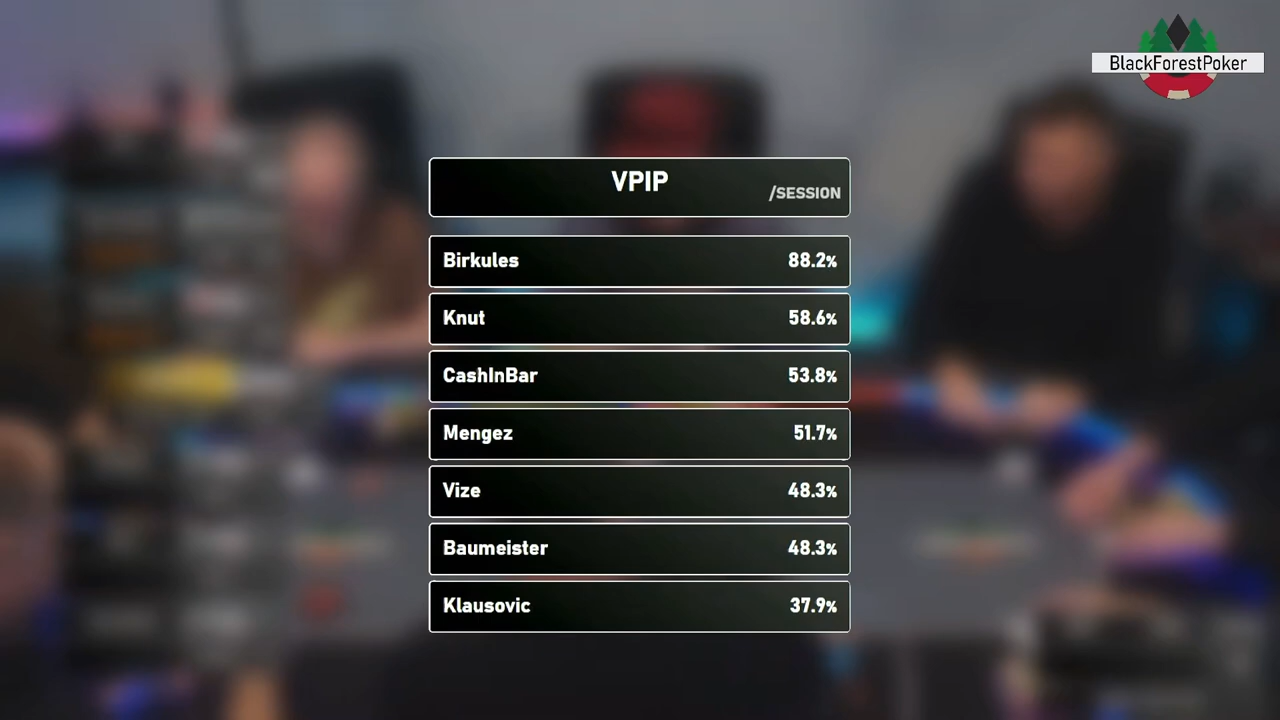 BlackForestPoker
VPIP
/SESSION
Birkules 88.2%
Knut 58.6%
CashInBar 53.8%
Mengez 51.7%
Vize 48.3%
Baumeister 48.3%
Klausovic 37.9%